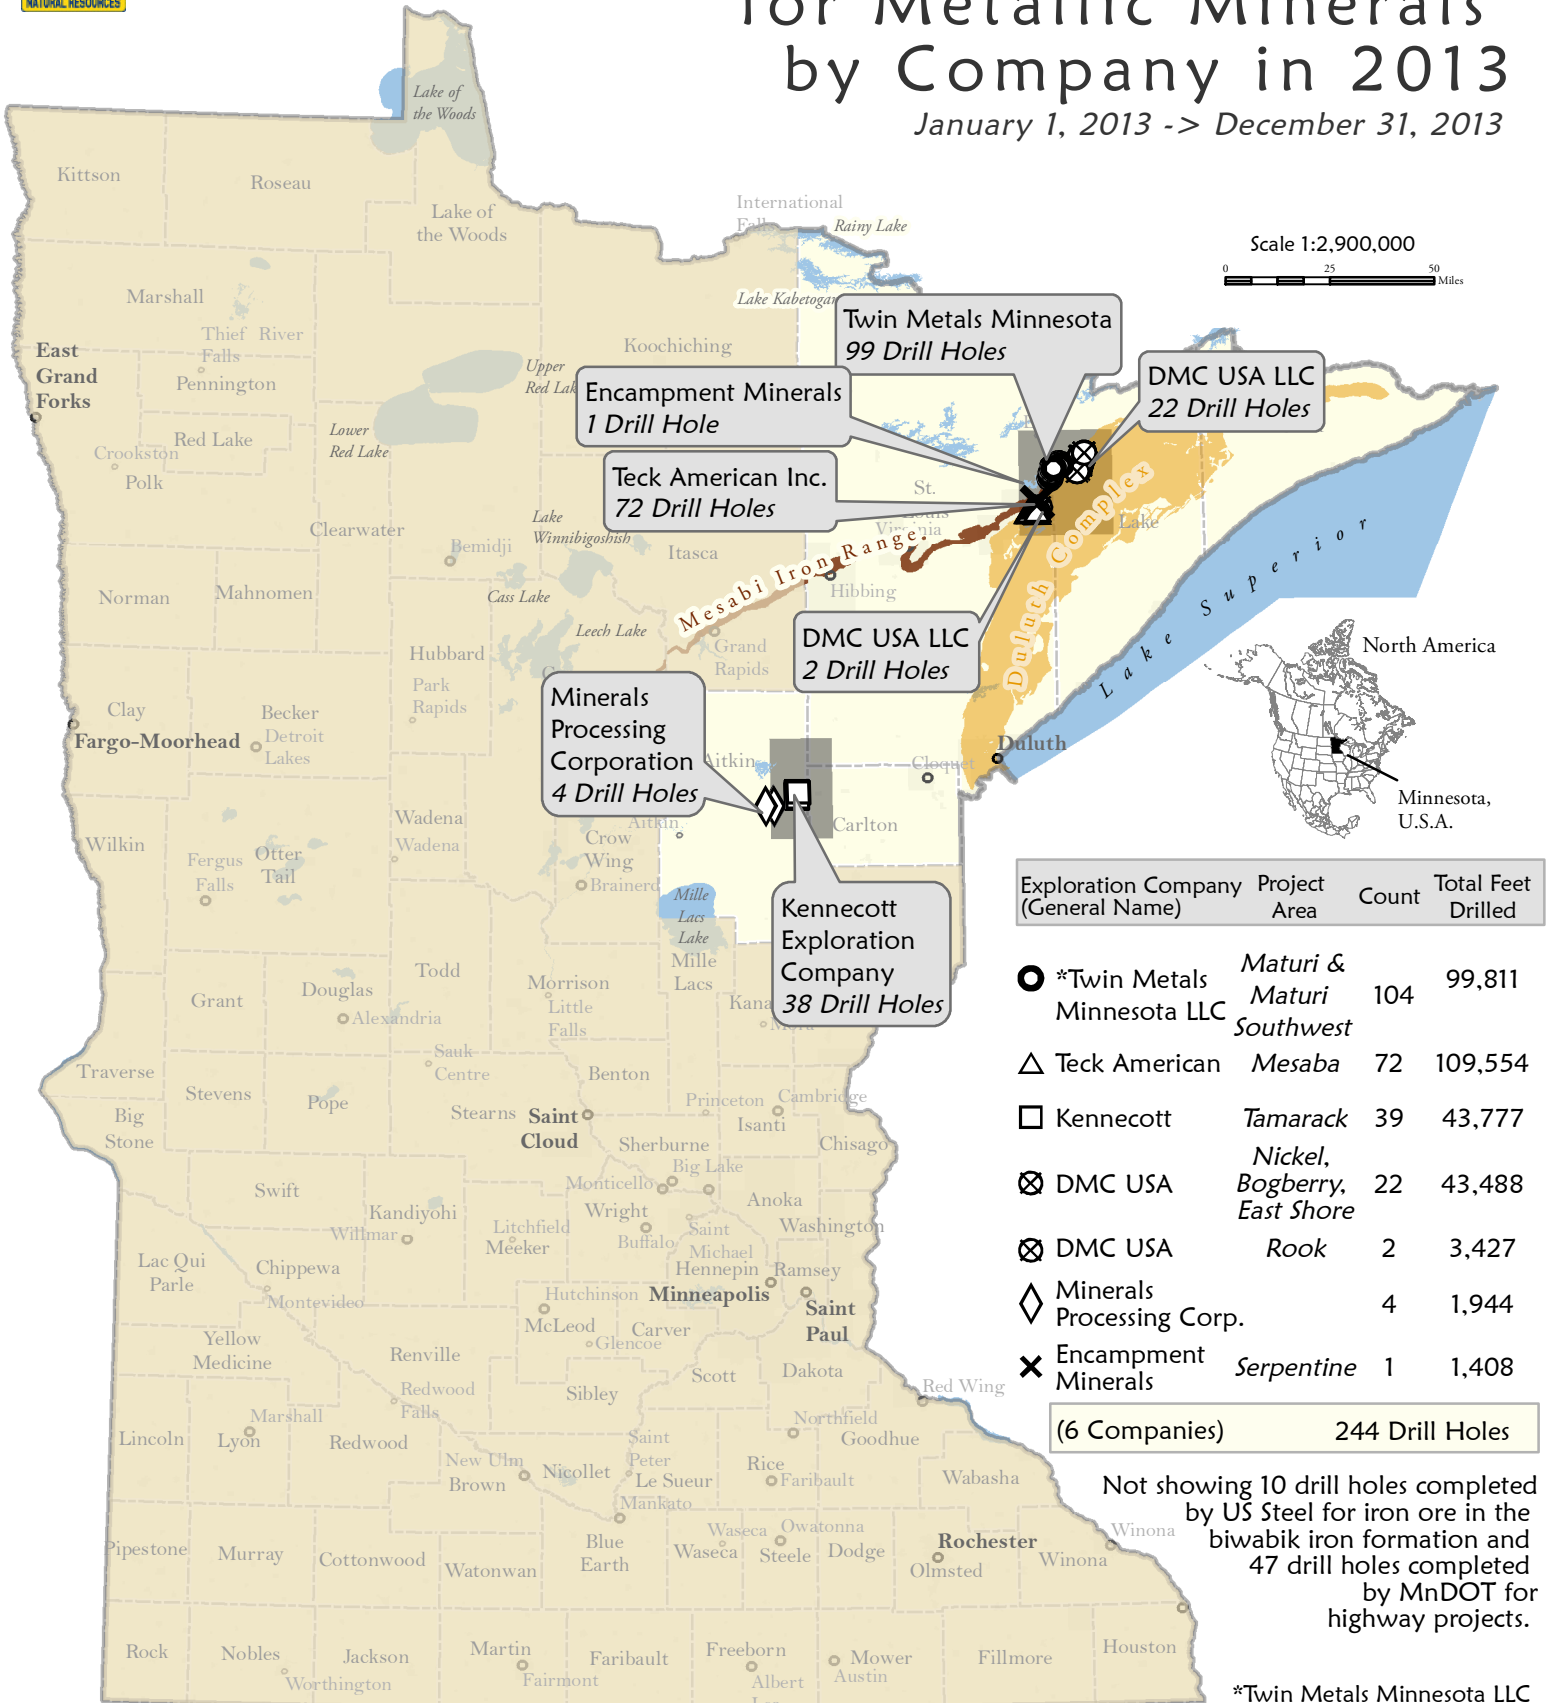 NATURAL RESOURCES
for Metallic Minerals
by Company in 2013
January 1, 2013 -> December 31, 2013
Lake of
the Woods
Kittson
Roseau
Lake of
the Woods
International
Falls
Rainy Lake
Scale 1:2,900,000
0 25 50
Miles
Marshall
Lake Kabetogam
Twin Metals Minnesota
99 Drill Holes
Thief River
Falls
Koochiching
East
Grand
Forks
Pennington
Upper
Red Lak
Encampment Minerals
1 Drill Hole
DMC USA LLC
22 Drill Holes
Red Lake
Lower
Red Lake
Crookston
Polk
Teck American Inc.
72 Drill Holes
St.
Louis
Virginia
Lake
Clearwater
Lake
Winnibigoshish
Bemidji
Itasca
Mesabi Iron Range
Duluth Complex
Lake Superior
Hibbing
Norman
Mahnomen
Cass Lake
Leech Lake
Grand
Rapids
DMC USA LLC
2 Drill Holes
North America
Hubbard
Park
Rapids
Minerals
Processing
Corporation
4 Drill Holes
Clay
Becker
Fargo-Moorhead
Detroit
Lakes
Aitkin
Cloquet
Duluth
Minnesota,
U.S.A.
Wadena
Wadena
Wilkin
Fergus
Falls
Otter
Tail
Aitkin
Crow
Wing
Brainerd
Carlton
Mille
Lacs
Lake
Kennecott
Exploration
Company
38 Drill Holes
Mille
Lacs
Kana
Mora
Todd
Morrison
Little
Falls
Grant
Douglas
Alexandria
Sauk
Centre
Traverse
Stevens
Pope
Stearns
Benton
Big
Stone
Saint
Cloud
Princeton
Cambridge
Isanti
Sherburne
Chisago
Big Lake
Monticello
Swift
Kandiyohi
Willmar
Litchfield
Meeker
Wright
Buffalo
Saint
Michael
Anoka
Washington
Hennepin
Ramsey
Lac Qui
Parle
Chippewa
Montevideo
Hutchinson
Minneapolis
Saint
Paul
McLeod
Glencoe
Carver
Yellow
Medicine
Renville
Scott
Dakota
Redwood
Falls
Sibley
Red Wing
Marshall
Lincoln
Lyon
Redwood
Northfield
Goodhue
New Ulm
Brown
Nicollet
Saint
Peter
Le Sueur
Mankato
Rice
Faribault
Wabasha
Pipestone
Murray
Cottonwood
Watonwan
Blue
Earth
Waseca
Waseca
Owatonna
Steele
Dodge
Rochester
Olmsted
Winona
Winona
Rock
Nobles
Worthington
Jackson
Martin
Fairmont
Faribault
Freeborn
Albert
Mower
Austin
Fillmore
Houston
Exploration Company
(General Name)
Project
Area
Count
Total Feet
Drilled
*Twin Metals
Minnesota LLC
Maturi &
Maturi
Southwest
104
99,811
Teck American Mesaba 72 109,554
Kennecott Tamarack 39 43,777
DMC USA
Nickel,
Bogberry,
East Shore
22 43,488
DMC USA Rook 2 3,427
Minerals
Processing Corp.
4 1,944
Encampment
Minerals
Serpentine 1 1,408
(6 Companies) 244 Drill Holes
Not showing 10 drill holes completed
by US Steel for iron ore in the
biwabik iron formation and
47 drill holes completed
by MnDOT for
highway projects.
*Twin Metals Minnesota LLC